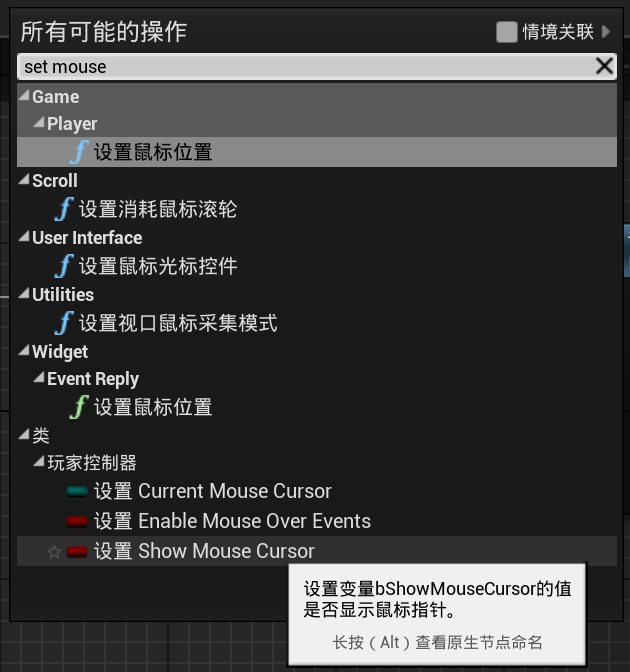 所有可能的操作
情境关联
set mouse
Game
Player
设置鼠标位置
Scroll
设置消耗鼠标滚轮
User Interface
设置鼠标光标控件
Utilities
设置视口鼠标采集模式
Widget
Event Reply
设置鼠标位置
类
玩家控制器
设置 Current Mouse Cursor
设置 Enable Mouse Over Events
设置 Show Mouse Cursor
设置变量bShowMouseCursor的值
是否显示鼠标指针。
长按（Alt）查看原生节点命名